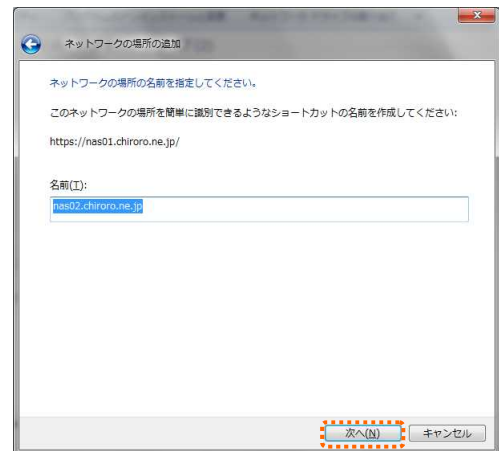 ネットワークの場所の追加
ネットワークの場所の名前を指定してください。
このネットワークの場所を簡単に識別できるようなショートカットの名前を作成してください:
https://nas01.chiroro.ne.jp/
名前(T):
nas02.chiroro.ne.jp
次へ(N)
キャンセル